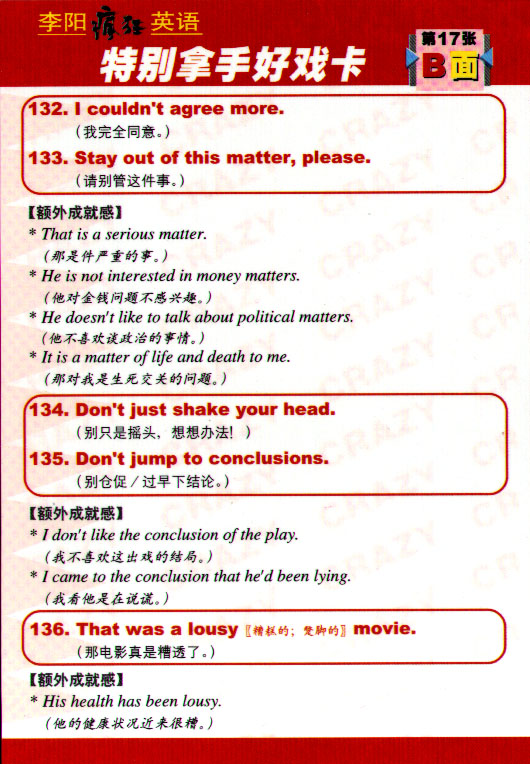 李阳疯狂英语
特别拿手好戏卡
第17张
B面
132. I couldn't agree more.
（我完全同意。）
133. Stay out of this matter, please.
（请别管这件事。）
【额外成就感】
* That is a serious matter.
（那是件严重的事。）
* He is not interested in money matters.
（他对金钱问题不感兴趣。）
* He doesn't like to talk about political matters.
（他不喜欢谈政治的事情。）
* It is a matter of life and death to me.
（那对我是生死交关的问题。）
134. Don't just shake your head.
（别只是摇头，想想办法！）
135. Don't jump to conclusions.
（别仓促／过早下结论。）
【额外成就感】
* I don't like the conclusion of the play.
（我不喜欢这出戏的结局。）
* I came to the conclusion that he'd been lying.
（我看他是在说谎。）
136. That was a lousy〖糟糕的；蹩脚的〗movie.
（那电影真是糟透了。）
【额外成就感】
* His health has been lousy.
（他的健康状况近来很糟。）
CRAZY